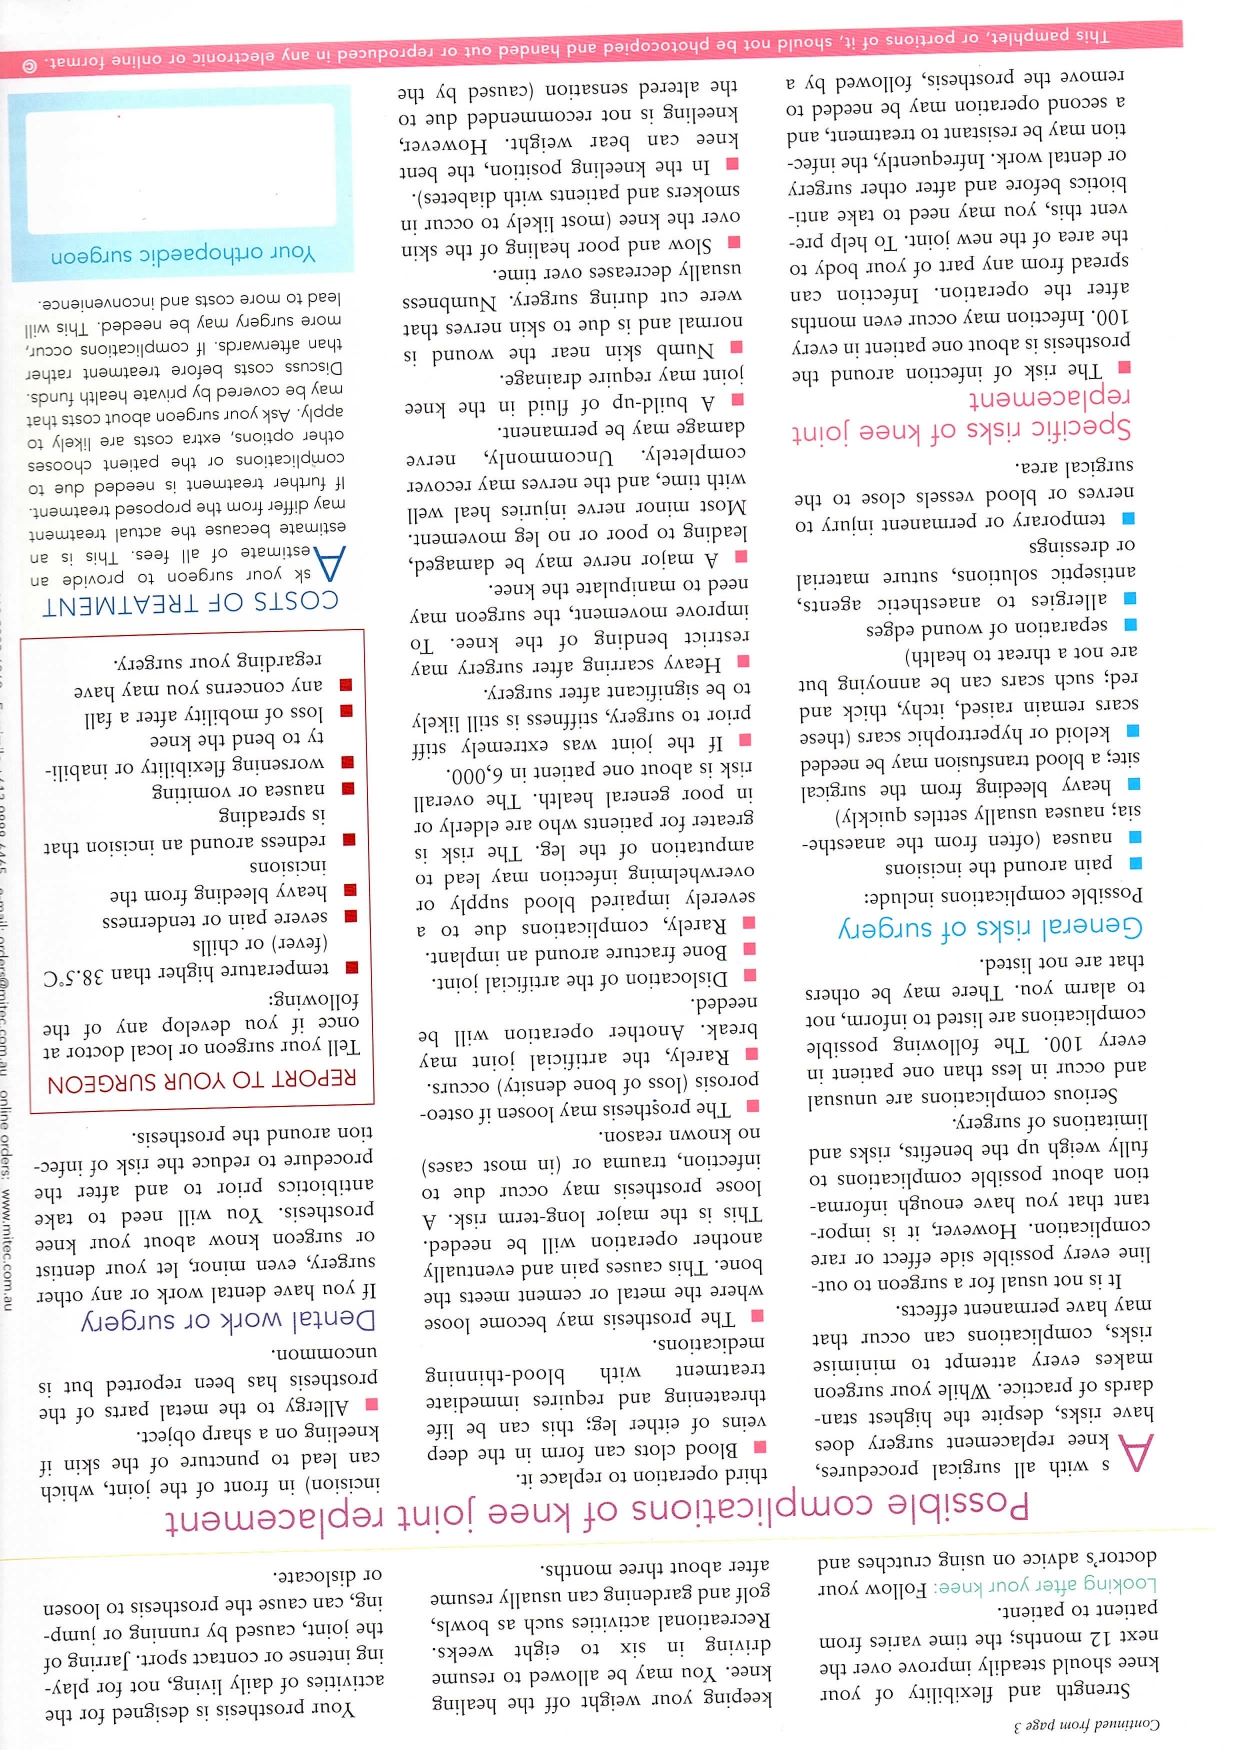 Continued from page 3
Strength and flexibility of your
knee should steadily improve over the
next 12 months; the time varies from
patient to patient.
Looking after your knee: Follow your
doctor's advice on using crutches and
keeping your weight off the healing
knee. You may be allowed to resume
driving in six to eight weeks.
Recreational activities such as bowls,
golf and gardening can usually resume
after about three months.
Your prosthesis is designed for the
activities of daily living, not for play-
ing intense or contact sport. Jarring of
the joint, caused by running or jump-
ing, can cause the prosthesis to loosen
or dislocate.
Possible complications of knee joint replacement
As with all surgical procedures,
knee replacement surgery does
have risks, despite the highest stan-
dards of practice. While your surgeon
makes every attempt to minimise
risks, complications can occur that
may have permanent effects.
It is not usual for a surgeon to out-
line every possible side effect or rare
complication. However, it is impor-
tant that you have enough informa-
tion about possible complications to
fully weigh up the benefits, risks and
limitations of surgery.
Serious complications are unusual
and occur in less than one patient in
every 100. The following possible
complications are listed to inform, not
to alarm you. There may be others
that are not listed.
General risks of surgery
Possible complications include:
■ pain around the incisions
■ nausea (often from the anaesthe-
sia; nausea usually settles quickly)
■ heavy bleeding from the surgical
site; a blood transfusion may be needed
■ keloid or hypertrophic scars (these
scars remain raised, itchy, thick and
red; such scars can be annoying but
are not a threat to health)
■ separation of wound edges
■ allergies to anaesthetic agents,
antiseptic solutions, suture material
or dressings
■ temporary or permanent injury to
nerves or blood vessels close to the
surgical area.
Specific risks of knee joint
replacement
■ The risk of infection around the
prosthesis is about one patient in every
100. Infection may occur even months
after the operation. Infection can
spread from any part of your body to
the area of the new joint. To help pre-
vent this, you may need to take anti-
biotics before and after other surgery
or dental work. Infrequently, the infec-
tion may be resistant to treatment, and
a second operation may be needed to
remove the prosthesis, followed by a
third operation to replace it.
■ Blood clots can form in the deep
veins of either leg; this can be life
threatening and requires immediate
treatment with blood-thinning
medications.
■ The prosthesis may become loose
where the metal or cement meets the
bone. This causes pain and eventually
another operation will be needed.
This is the major long-term risk. A
loose prosthesis may occur due to
infection, trauma or (in most cases)
no known reason.
■ The prosthesis may loosen if osteo-
porosis (loss of bone density) occurs.
■ Rarely, the artificial joint may
break. Another operation will be
needed.
■ Dislocation of the artificial joint.
■ Bone fracture around an implant.
■ Rarely, complications due to a
severely impaired blood supply or
overwhelming infection may lead to
amputation of the leg. The risk is
greater for patients who are elderly or
in poor general health. The overall
risk is about one patient in 6,000.
■ If the joint was extremely stiff
prior to surgery, stiffness is still likely
to be significant after surgery.
■ Heavy scarring after surgery may
restrict bending of the knee. To
improve movement, the surgeon may
need to manipulate the knee.
■ A major nerve may be damaged,
leading to poor or no leg movement.
Most minor nerve injuries heal well
with time, and the nerves may recover
completely. Uncommonly, nerve
damage may be permanent.
■ A build-up of fluid in the knee
joint may require drainage.
■ Numb skin near the wound is
normal and is due to skin nerves that
were cut during surgery. Numbness
usually decreases over time.
■ Slow and poor healing of the skin
over the knee (most likely to occur in
smokers and patients with diabetes).
■ In the kneeling position, the bent
knee can bear weight. However,
kneeling is not recommended due to
the altered sensation (caused by the
incision) in front of the joint, which
can lead to puncture of the skin if
kneeling on a sharp object.
■ Allergy to the metal parts of the
prosthesis has been reported but is
uncommon.
Dental work or surgery
If you have dental work or any other
surgery, even minor, let your dentist
or surgeon know about your knee
prosthesis. You will need to take
antibiotics prior to and after the
procedure to reduce the risk of infec-
tion around the prosthesis.
REPORT TO YOUR SURGEON
Tell your surgeon or local doctor at
once if you develop any of the
following:
■ temperature higher than 38.5˚C
(fever) or chills
■ severe pain or tenderness
■ heavy bleeding from the
incisions
■ redness around an incision that
is spreading
■ nausea or vomiting
■ worsening flexibility or inabili-
ty to bend the knee
■ loss of mobility after a fall
■ any concerns you may have
regarding your surgery.
COSTS OF TREATMENT
Ask your surgeon to provide an
estimate of all fees. This is an
estimate because the actual treatment
may differ from the proposed treatment.
If further treatment is needed due to
complications or the patient chooses
other options, extra costs are likely to
apply. Ask your surgeon about costs that
may be covered by private health funds.
Discuss costs before treatment rather
than afterwards. If complications occur,
more surgery may be needed. This will
lead to more costs and inconvenience.
Your orthopaedic surgeon
online orders: www.mitec.com.au
This pamphlet, or portions of it, should not be photocopied and handed out or reproduced in any electronic or online format. ©